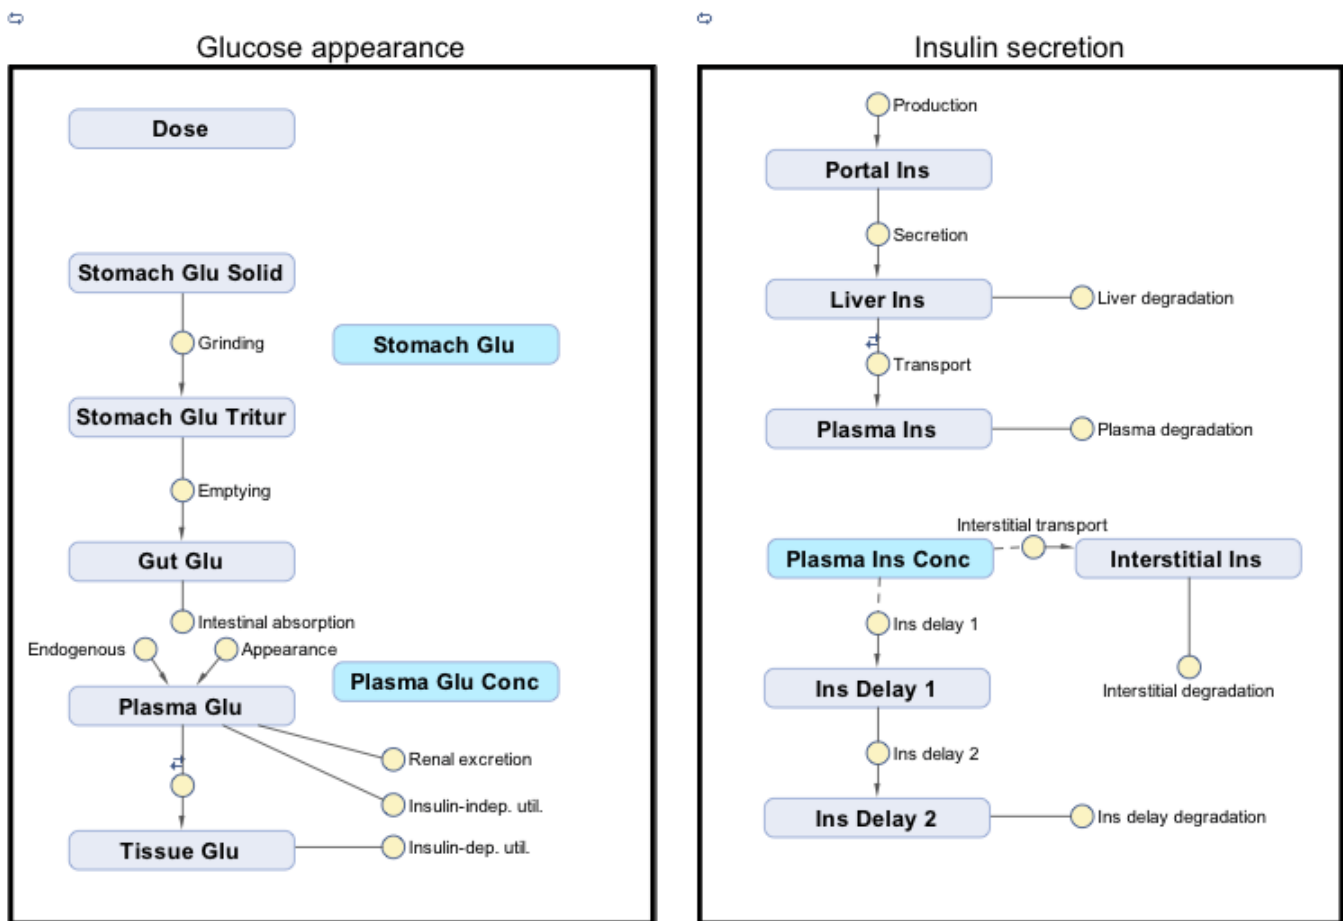 Glucose appearance
Dose
Stomach Glu Solid
Grinding
Stomach Glu
Stomach Glu Tritur
Emptying
Gut Glu
Intestinal absorption
Endogenous
Appearance
Plasma Glu Conc
Plasma Glu
Renal excretion
Insulin-indep. util.
Tissue Glu
Insulin-dep. util.
Insulin secretion
Production
Portal Ins
Secretion
Liver Ins
Liver degradation
Transport
Plasma Ins
Plasma degradation
Interstitial transport
Plasma Ins Conc
Interstitial Ins
Ins delay 1
Ins Delay 1
Interstitial degradation
Ins delay 2
Ins Delay 2
Ins delay degradation